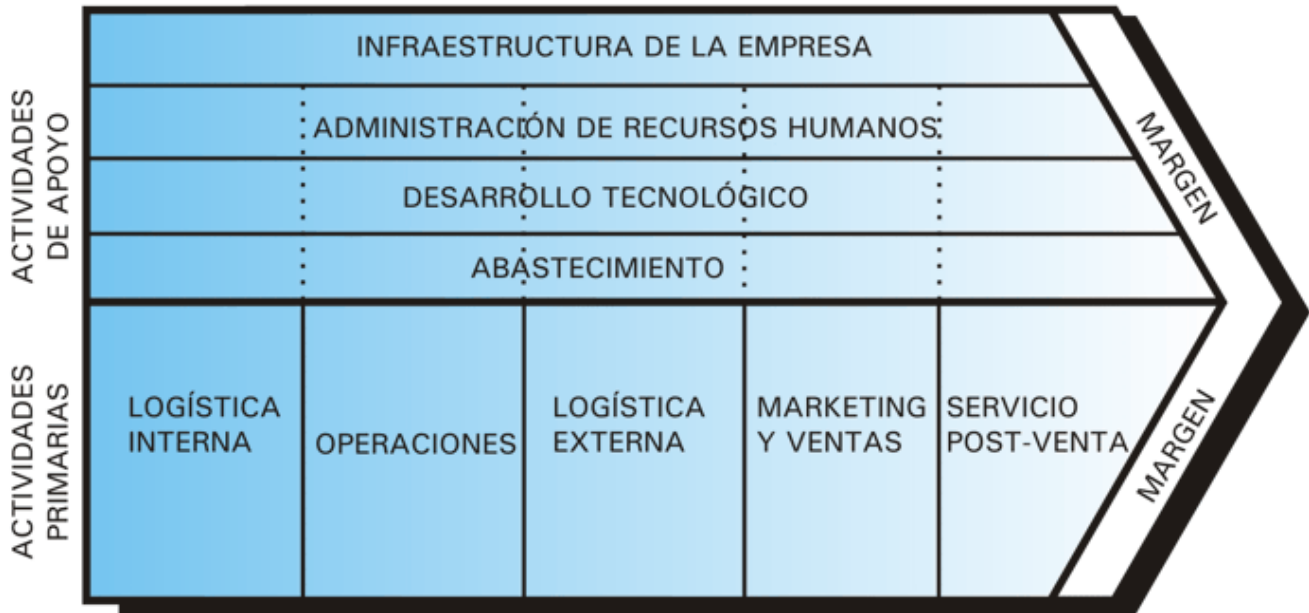 ACTIVIDADES
DE APOYO
INFRAESTRUCTURA DE LA EMPRESA
ADMINISTRACIÓN DE RECURSOS HUMANOS
DESARROLLO TECNOLÓGICO
ABASTECIMIENTO
MARGEN
ACTIVIDADES
PRIMARIAS
LOGÍSTICA
INTERNA
OPERACIONES
LOGÍSTICA
EXTERNA
MARKETING
Y VENTAS
SERVICIO
POST-VENTA
MARGEN